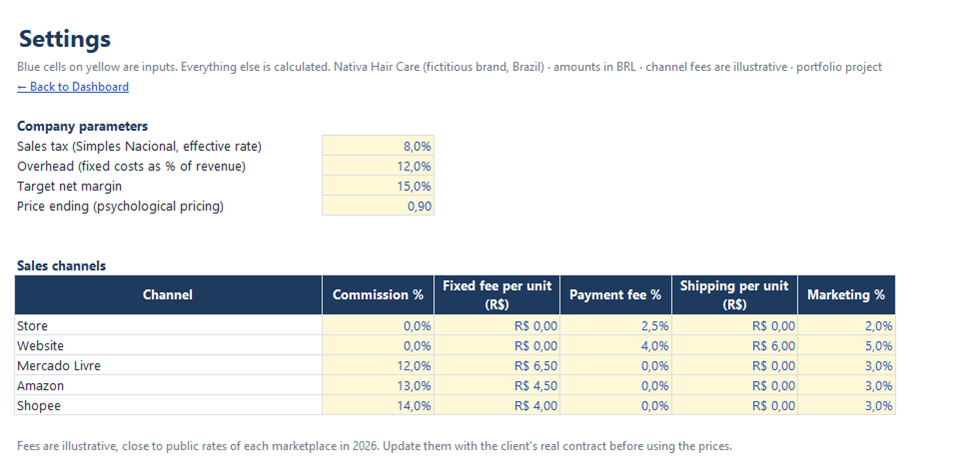 Settings
Blue cells on yellow are inputs. Everything else is calculated. Nativa Hair Care (fictitious brand, Brazil) · amounts in BRL · channel fees are illustrative · portfolio project
← Back to Dashboard
Company parameters
Sales tax (Simples Nacional, effective rate) 8,0%
Overhead (fixed costs as % of revenue) 12,0%
Target net margin 15,0%
Price ending (psychological pricing) 0,90
Sales channels
Channel Commission % Fixed fee per unit (R$) Payment fee % Shipping per unit (R$) Marketing %
Store 0,0% R$ 0,00 2,5% R$ 0,00 2,0%
Website 0,0% R$ 0,00 4,0% R$ 6,00 5,0%
Mercado Livre 12,0% R$ 6,50 0,0% R$ 0,00 3,0%
Amazon 13,0% R$ 4,50 0,0% R$ 0,00 3,0%
Shopee 14,0% R$ 4,00 0,0% R$ 0,00 3,0%
Fees are illustrative, close to public rates of each marketplace in 2026. Update them with the client's real contract before using the prices.